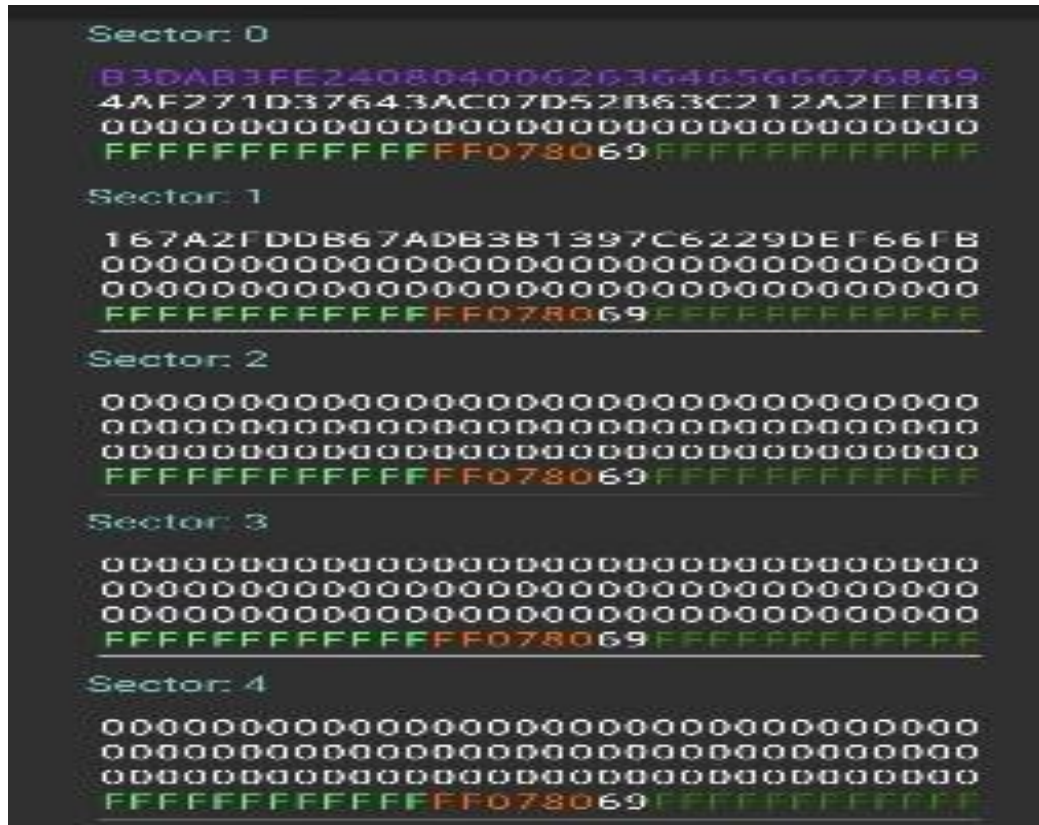 Sector: 0
B3DAB3FE240804006263646566676869
4AF271D37643AC07D52B63C212A2EEBB
00000000000000000000000000000000
FFFFFFFFFFFFFF078069FFFFFFFFFFFF
Sector: 1
167A2FDDB67ADB3B1397C6229DEF66FB
00000000000000000000000000000000
00000000000000000000000000000000
FFFFFFFFFFFFFF078069FFFFFFFFFFFF
Sector: 2
00000000000000000000000000000000
00000000000000000000000000000000
00000000000000000000000000000000
FFFFFFFFFFFFFF078069FFFFFFFFFFFF
Sector: 3
00000000000000000000000000000000
00000000000000000000000000000000
00000000000000000000000000000000
FFFFFFFFFFFFFF078069FFFFFFFFFFFF
Sector: 4
00000000000000000000000000000000
00000000000000000000000000000000
00000000000000000000000000000000
FFFFFFFFFFFFFF078069FFFFFFFFFFFF